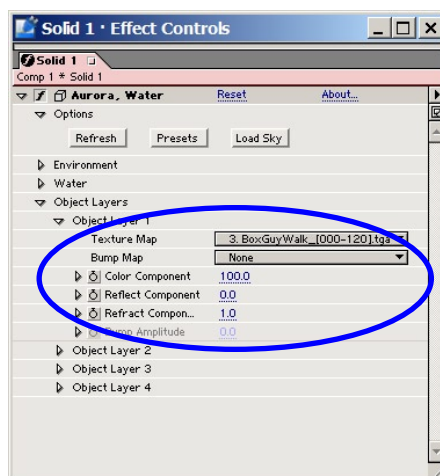 Solid 1 · Effect Controls
Solid 1
Comp 1 * Solid 1
Aurora, Water Reset About...
Options
Refresh Presets Load Sky
Environment
Water
Object Layers
Object Layer 1
Texture Map 3. BoxGuyWalk_[000-120].tga
Bump Map None
Color Component 100.0
Reflect Component 0.0
Refract Compon... 1.0
Bump Amplitude 0.0
Object Layer 2
Object Layer 3
Object Layer 4